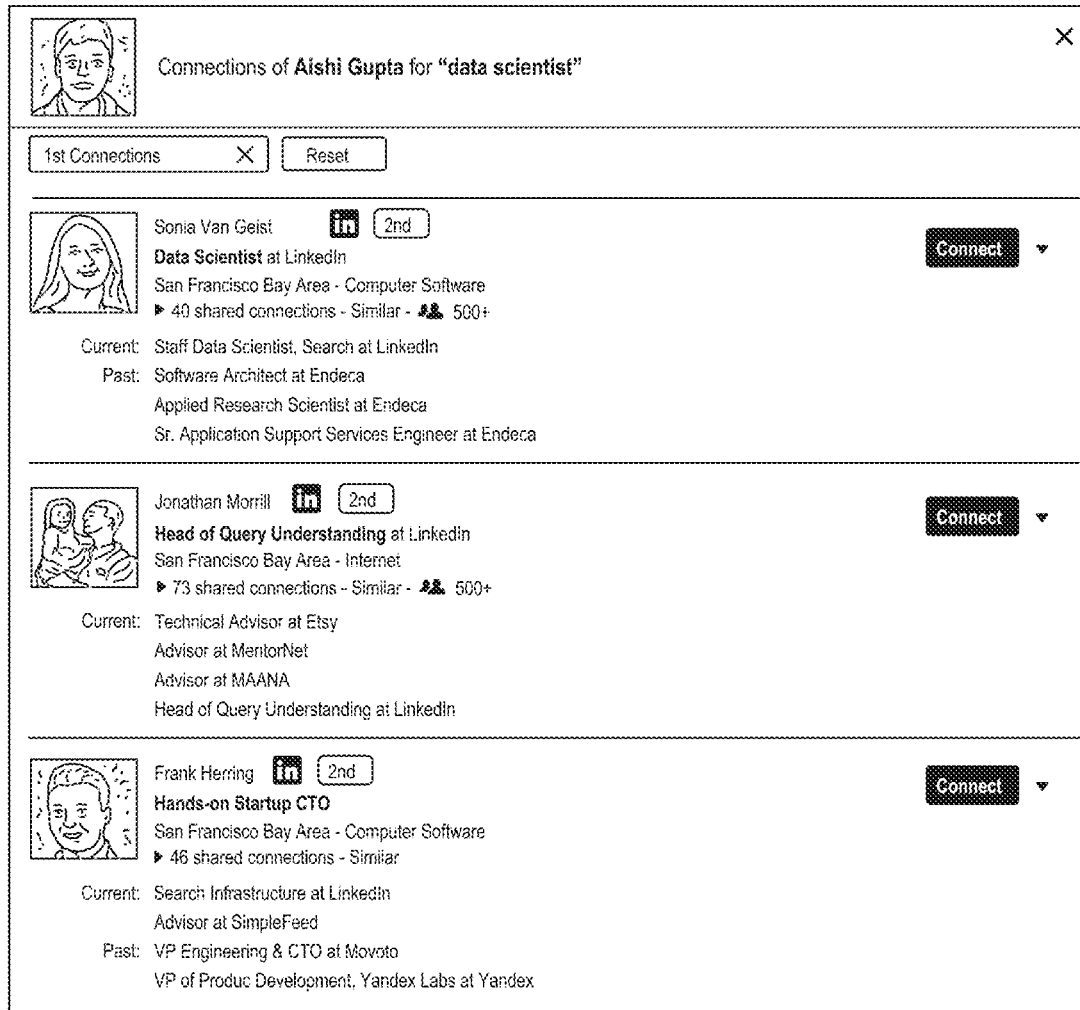 Connections of Aishi Gupta for "data scientist"
1st Connections
Reset
Sonia Van Geist in 2nd
Connect
Data Scientist at LinkedIn
San Francisco Bay Area - Computer Software
40 shared connections - Similar - 500+
Current: Staff Data Scientist, Search at LinkedIn
Past: Software Architect at Endeca
Applied Research Scientist at Endeca
Sr. Application Support Services Engineer at Endeca
Jonathan Morrill in 2nd
Connect
Head of Query Understanding at LinkedIn
San Francisco Bay Area - Internet
73 shared connections - Similar - 500+
Current: Technical Advisor at Etsy
Advisor at MentorNet
Advisor at MAANA
Head of Query Understanding at LinkedIn
Frank Herring in 2nd
Connect
Hands-on Startup CTO
San Francisco Bay Area - Computer Software
46 shared connections - Similar
Current: Search Infrastructure at LinkedIn
Advisor at SimpleFeed
Past: VP Engineering & CTO at Movoto
VP of Produc Development, Yandex Labs at Yandex